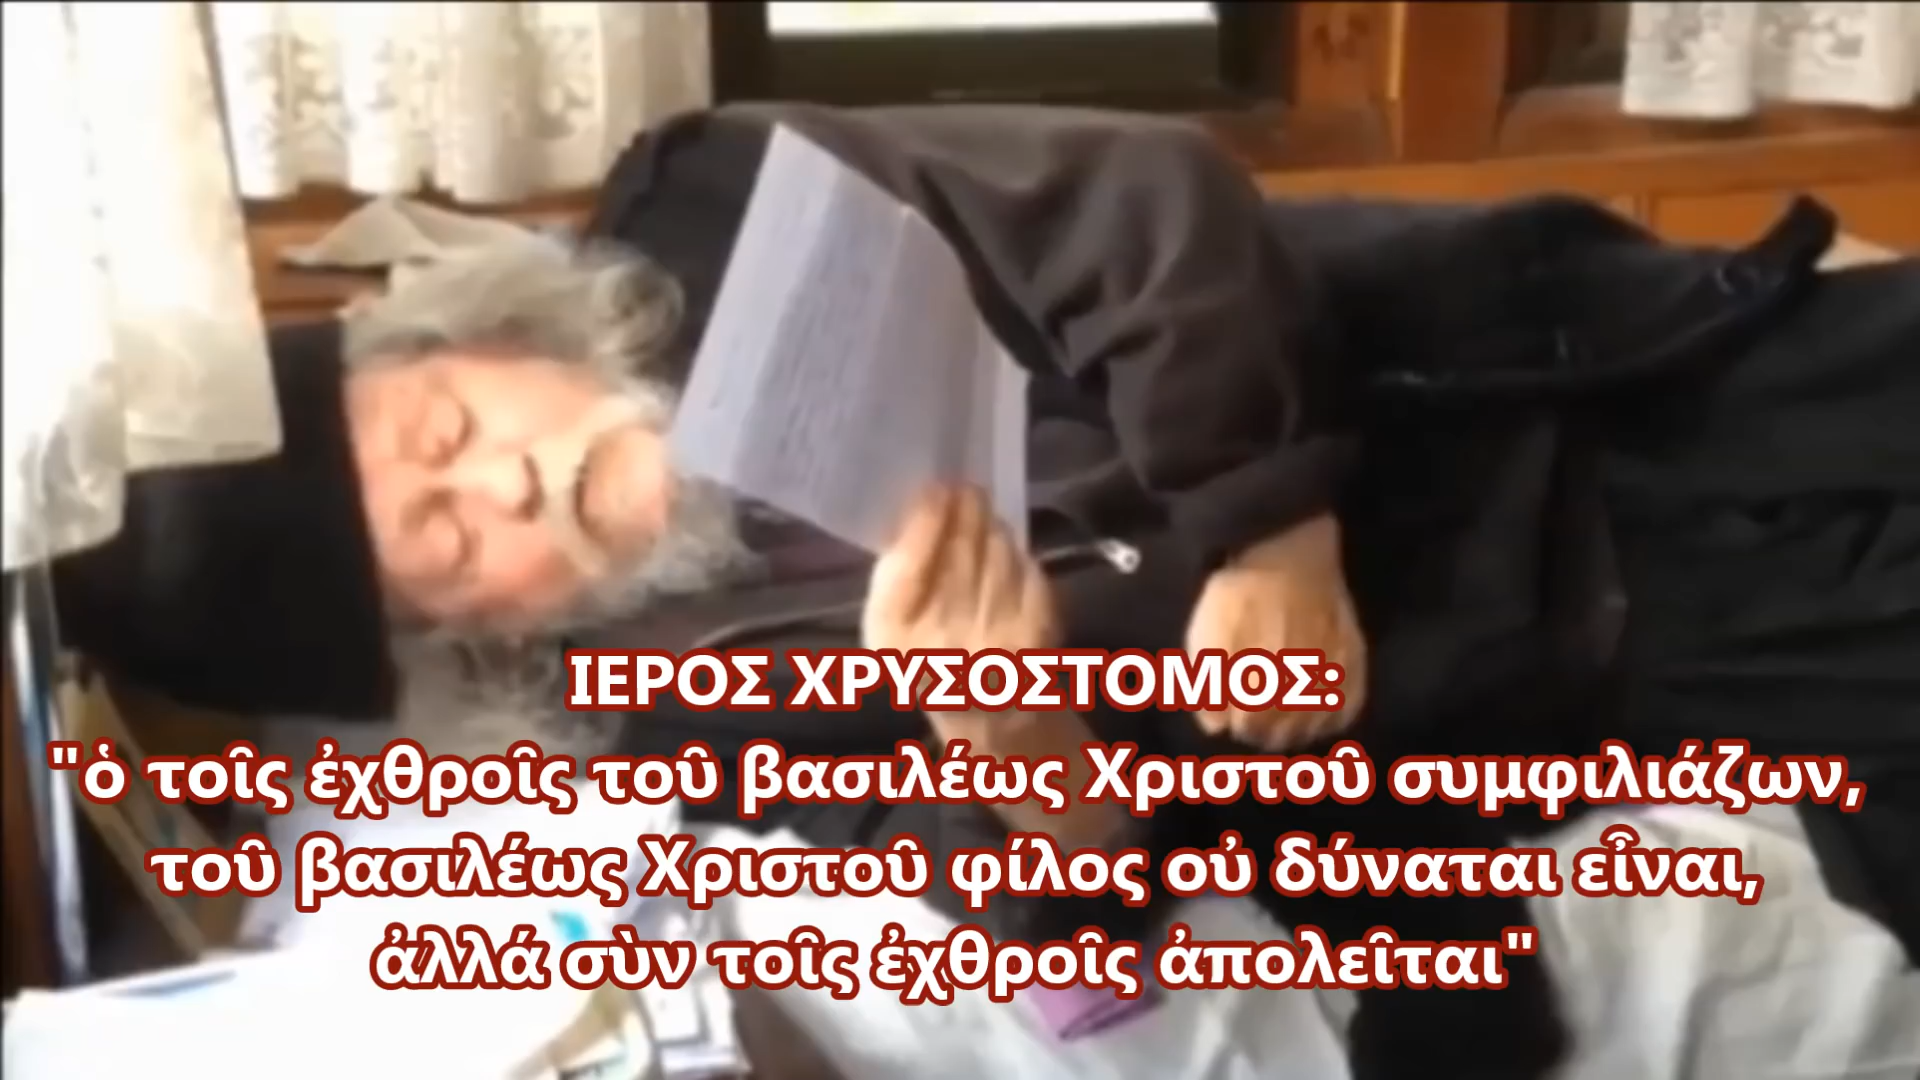 ΙΕΡΟΣ ΧΡΥΣΟΣΤΟΜΟΣ:
"ὁ τοῖς ἐχθροῖς τοῦ βασιλέως Χριστοῦ συμφιλιάζων,
τοῦ βασιλέως Χριστοῦ φίλος οὐ δύναται εἶναι,
ἀλλά σὺν τοῖς ἐχθροῖς ἀπολεῖται"